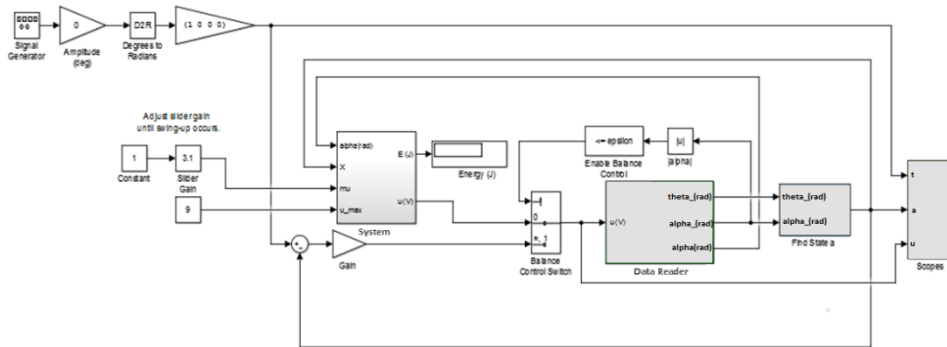 0
D2R
(1 0 0 0)
Signal
Generator
Amplitude
(deg)
Degrees to
Radians
Adjust slider gain
until swing-up occurs.
1
Constant
3.1
Slider
Gain
9
alpha(rad)
X
mu
u_max
E (J)
u(V)
System
Energy (J)
Gain
<= epsilon
Enable Balance
Control
|u|
|alpha|
0
*, 1
Balance
Control Switch
u(V)
theta_(rad)
alpha_(rad)
alpha(rad)
Data Reader
theta_(rad)
alpha_(rad)
Find State a
t
a
u
Scopes